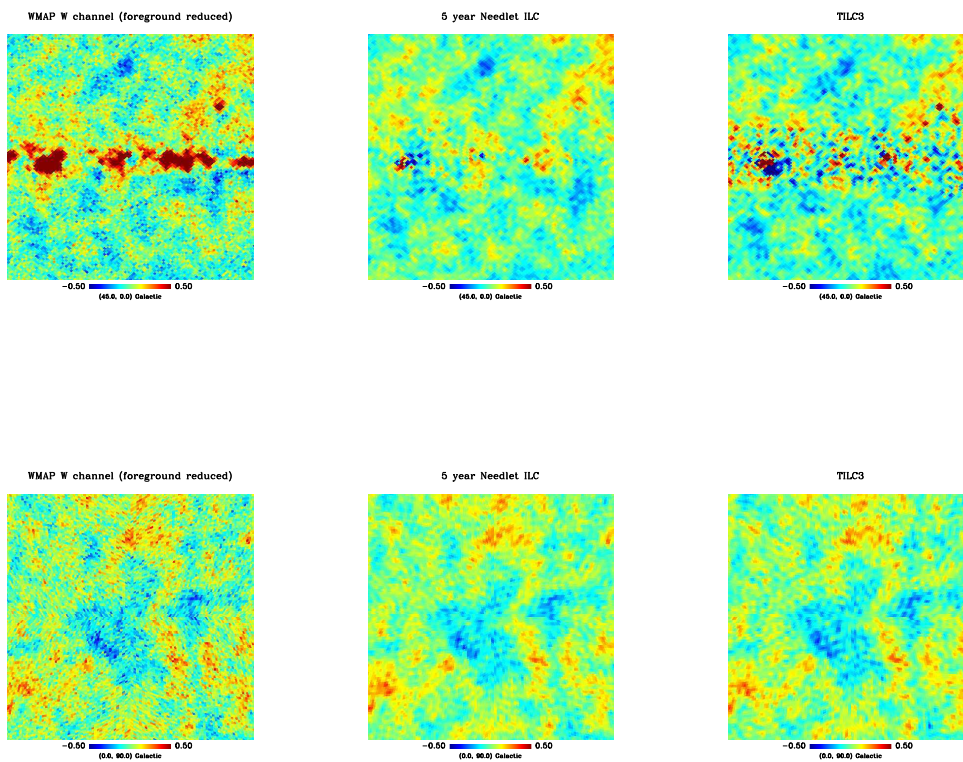 WMAP W channel (foreground reduced)
5 year Needlet ILC
TILC3
−0.50 0.50
(45.0, 0.0) Galactic
−0.50 0.50
(45.0, 0.0) Galactic
−0.50 0.50
(45.0, 0.0) Galactic
WMAP W channel (foreground reduced)
5 year Needlet ILC
TILC3
−0.50 0.50
(0.0, 90.0) Galactic
−0.50 0.50
(0.0, 90.0) Galactic
−0.50 0.50
(0.0, 90.0) Galactic